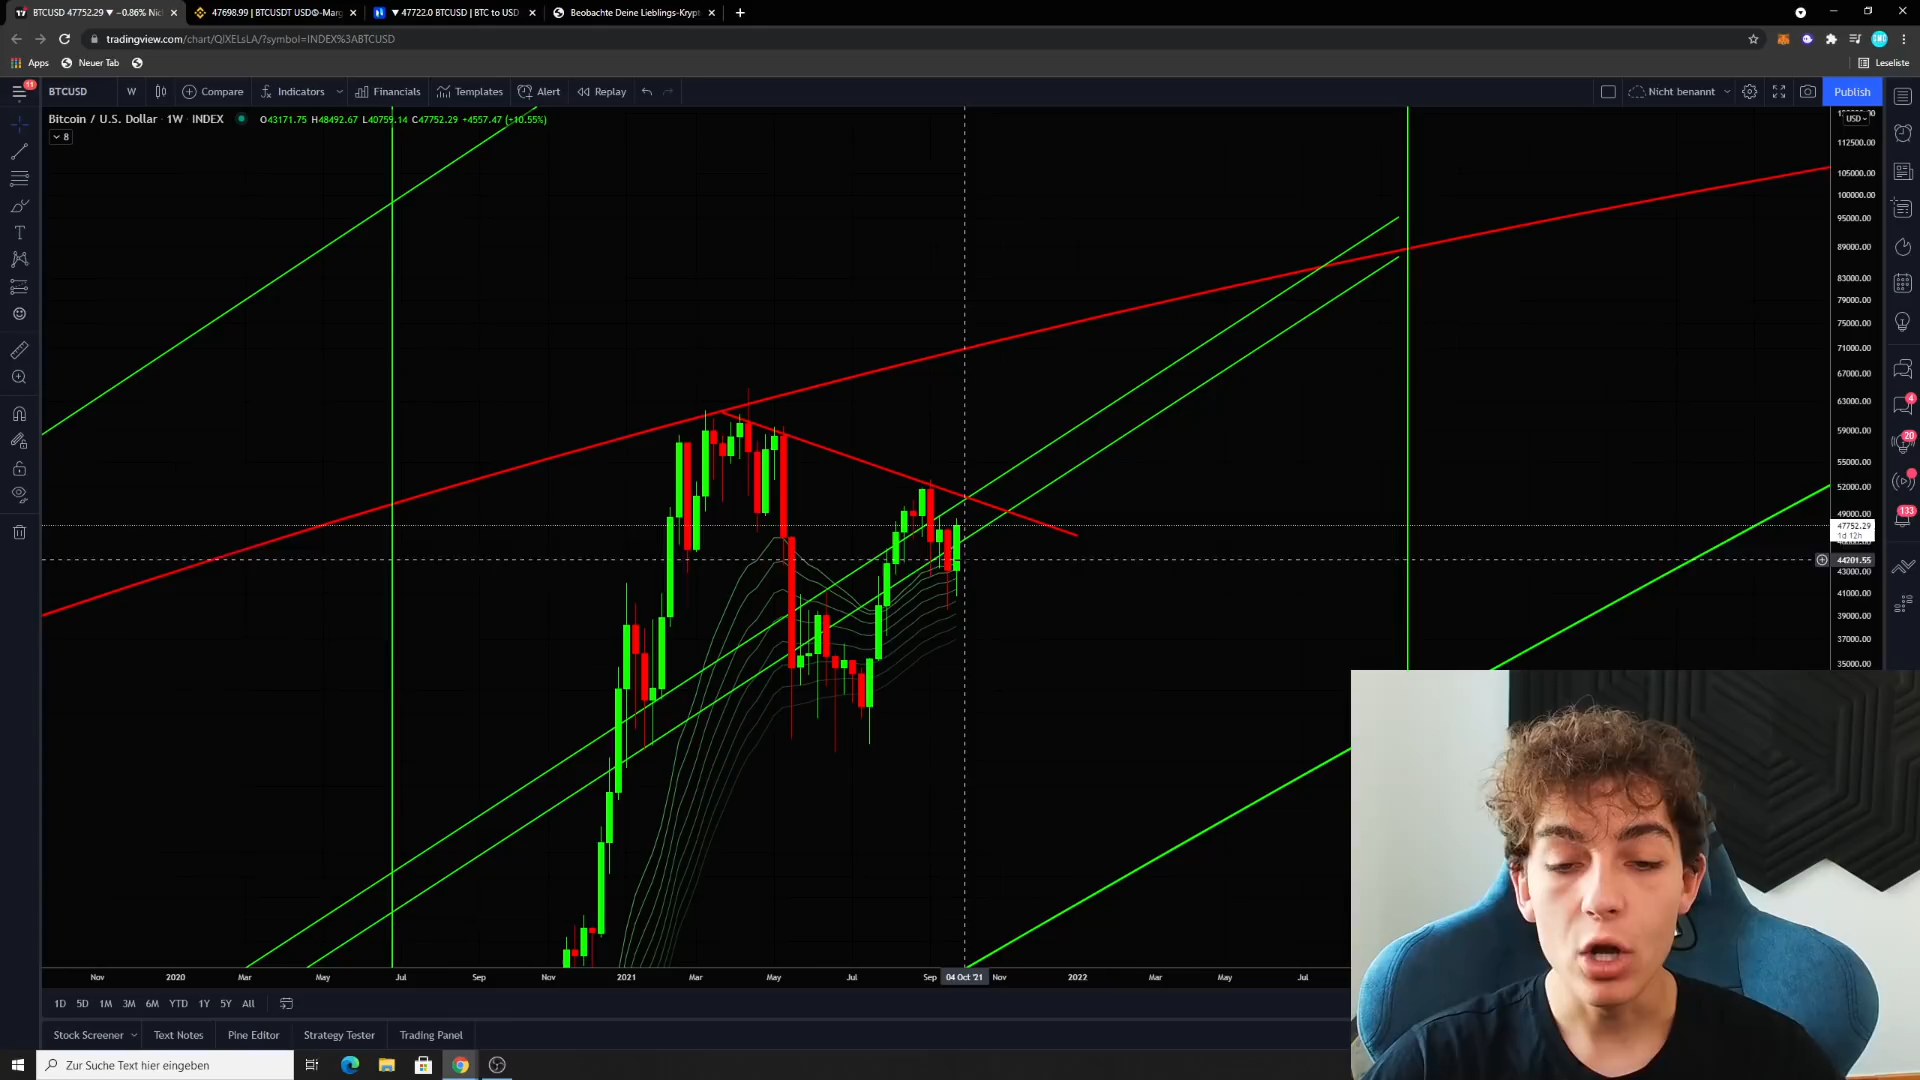 BTCUSD 47752.29 ▼ −0.86% Nic
47698.99 | BTCUSDT USDⓈ-Marg
▼ 47722.0 BTCUSD | BTC to USD
Beobachte Deine Lieblings-Krypt
tradingview.com/chart/QIXELsLA/?symbol=INDEX%3ABTCUSD
Apps
Neuer Tab
Leseliste
11
BTCUSD
W
Compare
Indicators
Financials
Templates
Alert
Replay
Nicht benannt
Publish
Bitcoin / U.S. Dollar · 1W · INDEX
O43171.75 H48492.67 L40759.14 C47752.29 +4557.47 (+10.55%)
8
USD
112500.00
105000.00
100000.00
95000.00
89000.00
83000.00
79000.00
75000.00
71000.00
67000.00
63000.00
59000.00
55000.00
52000.00
49000.00
47752.29
1d 12h
44201.55
43000.00
41000.00
39000.00
37000.00
35000.00
4
20
133
Nov
2020
Mar
May
Jul
Sep
Nov
2021
Mar
May
Jul
Sep
04 Oct '21
Nov
2022
Mar
May
Jul
1D
5D
1M
3M
6M
YTD
1Y
5Y
All
Stock Screener
Text Notes
Pine Editor
Strategy Tester
Trading Panel
Zur Suche Text hier eingeben